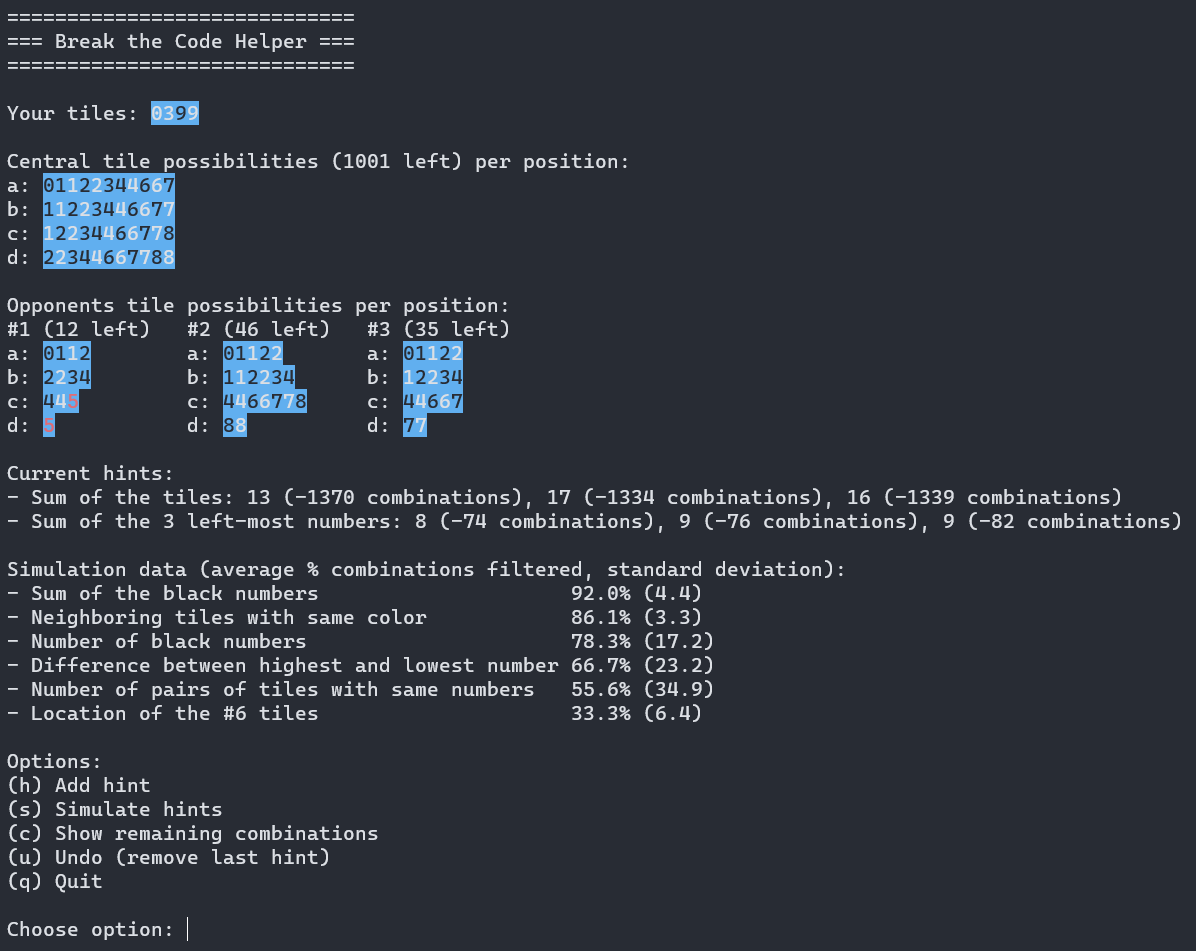 =============================
=== Break the Code Helper ===
=============================
Your tiles: 0399
Central tile possibilities (1001 left) per position:
a: 01122344667
b: 11223446677
c: 12234466778
d: 22344667788
Opponents tile possibilities per position:
#1 (12 left)   #2 (46 left)   #3 (35 left)
a: 0112        a: 01122       a: 01122
b: 2234        b: 112234      b: 12234
c: 445         c: 4466778     c: 44667
d: 5           d: 88          d: 77
Current hints:
- Sum of the tiles: 13 (-1370 combinations), 17 (-1334 combinations), 16 (-1339 combinations)
- Sum of the 3 left-most numbers: 8 (-74 combinations), 9 (-76 combinations), 9 (-82 combinations)
Simulation data (average % combinations filtered, standard deviation):
- Sum of the black numbers                     92.0% (4.4)
- Neighboring tiles with same color            86.1% (3.3)
- Number of black numbers                      78.3% (17.2)
- Difference between highest and lowest number 66.7% (23.2)
- Number of pairs of tiles with same numbers   55.6% (34.9)
- Location of the #6 tiles                     33.3% (6.4)
Options:
(h) Add hint
(s) Simulate hints
(c) Show remaining combinations
(u) Undo (remove last hint)
(q) Quit
Choose option: